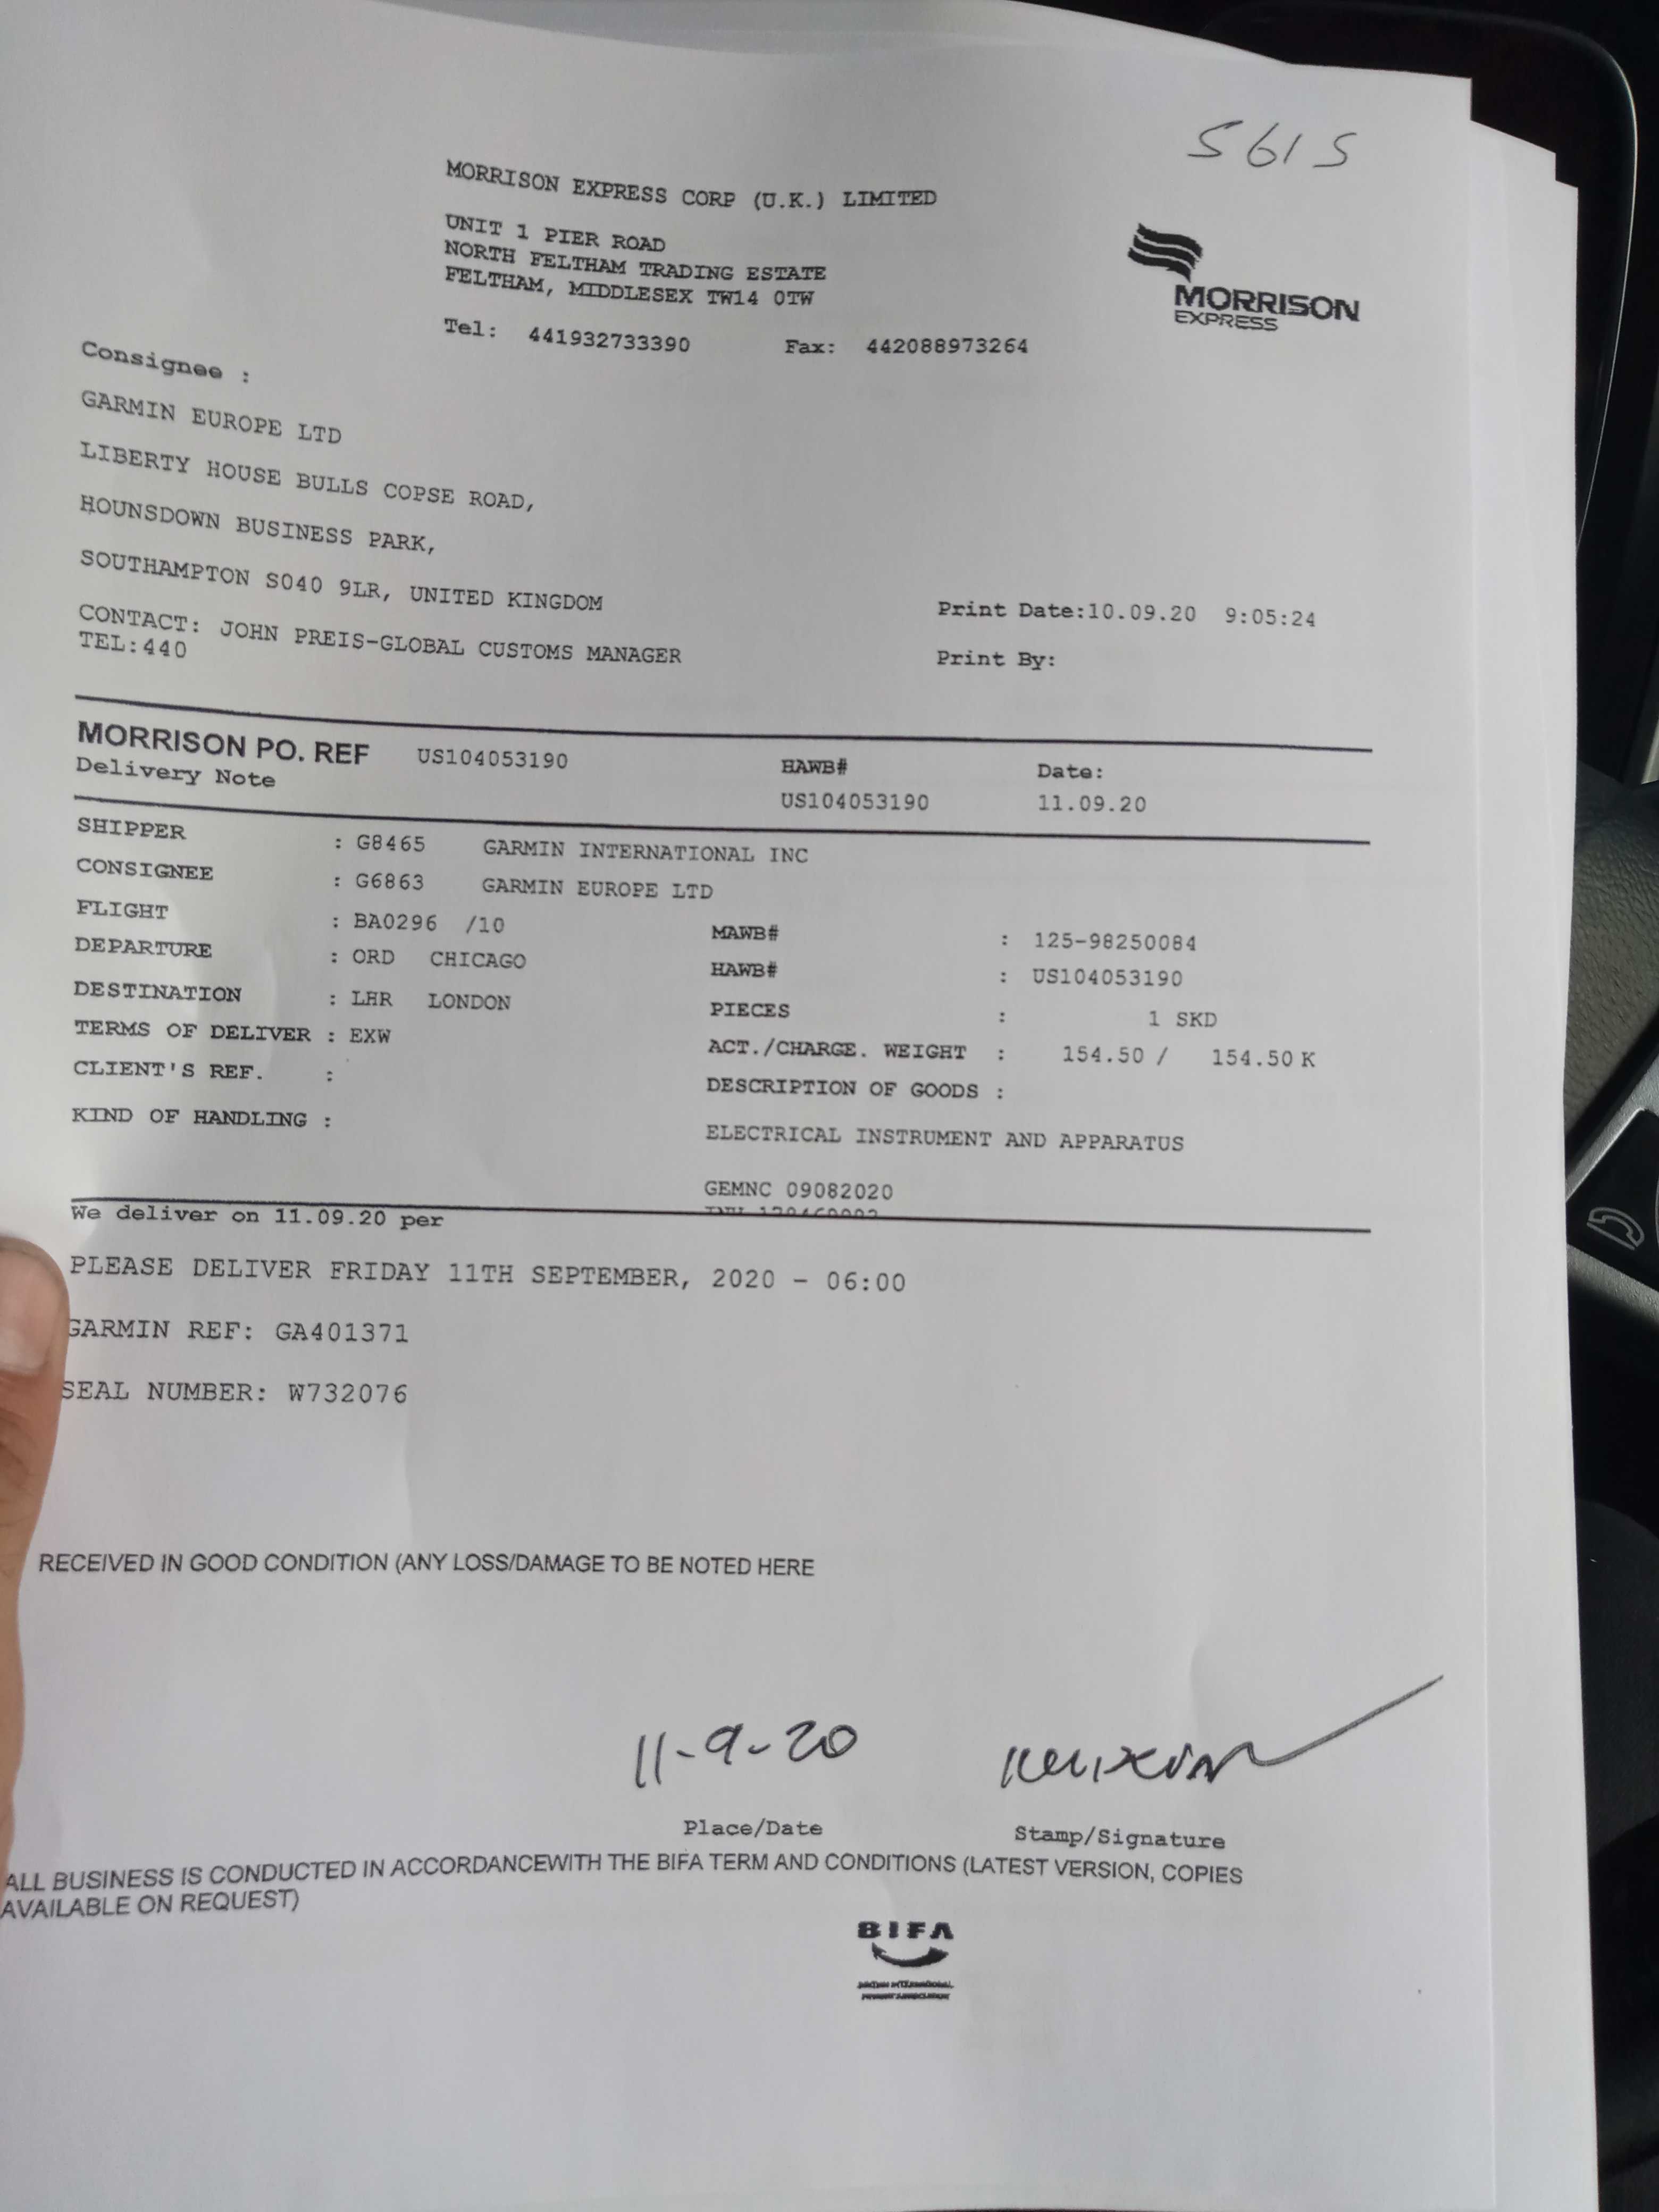 5615
MORRISON EXPRESS CORP (U.K.) LIMITED
UNIT 1 PIER ROAD
NORTH FELTHAM TRADING ESTATE
FELTHAM, MIDDLESEX TW14 0TW
Tel: 441932733390 Fax: 442088973264
MORRISON
EXPRESS
Consignee :
GARMIN EUROPE LTD
LIBERTY HOUSE BULLS COPSE ROAD,
HOUNSDOWN BUSINESS PARK,
SOUTHAMPTON S040 9LR, UNITED KINGDOM
CONTACT: JOHN PREIS-GLOBAL CUSTOMS MANAGER
TEL:440
Print Date:10.09.20 9:05:24
Print By:
MORRISON PO. REF US104053190
Delivery Note
HAWB# Date:
US104053190 11.09.20
SHIPPER : G8465 GARMIN INTERNATIONAL INC
CONSIGNEE : G6863 GARMIN EUROPE LTD
FLIGHT : BA0296 /10
DEPARTURE : ORD CHICAGO
DESTINATION : LHR LONDON
TERMS OF DELIVER : EXW
CLIENT'S REF. :
KIND OF HANDLING :
MAWB# : 125-98250084
HAWB# : US104053190
PIECES : 1 SKD
ACT./CHARGE. WEIGHT : 154.50 / 154.50 K
DESCRIPTION OF GOODS :
ELECTRICAL INSTRUMENT AND APPARATUS
GEMNC 09082020
We deliver on 11.09.20 per
PLEASE DELIVER FRIDAY 11TH SEPTEMBER, 2020 - 06:00
GARMIN REF: GA401371
SEAL NUMBER: W732076
RECEIVED IN GOOD CONDITION (ANY LOSS/DAMAGE TO BE NOTED HERE
11-9-20
Place/Date Stamp/Signature
ALL BUSINESS IS CONDUCTED IN ACCORDANCEWITH THE BIFA TERM AND CONDITIONS (LATEST VERSION, COPIES
AVAILABLE ON REQUEST)
BIFA